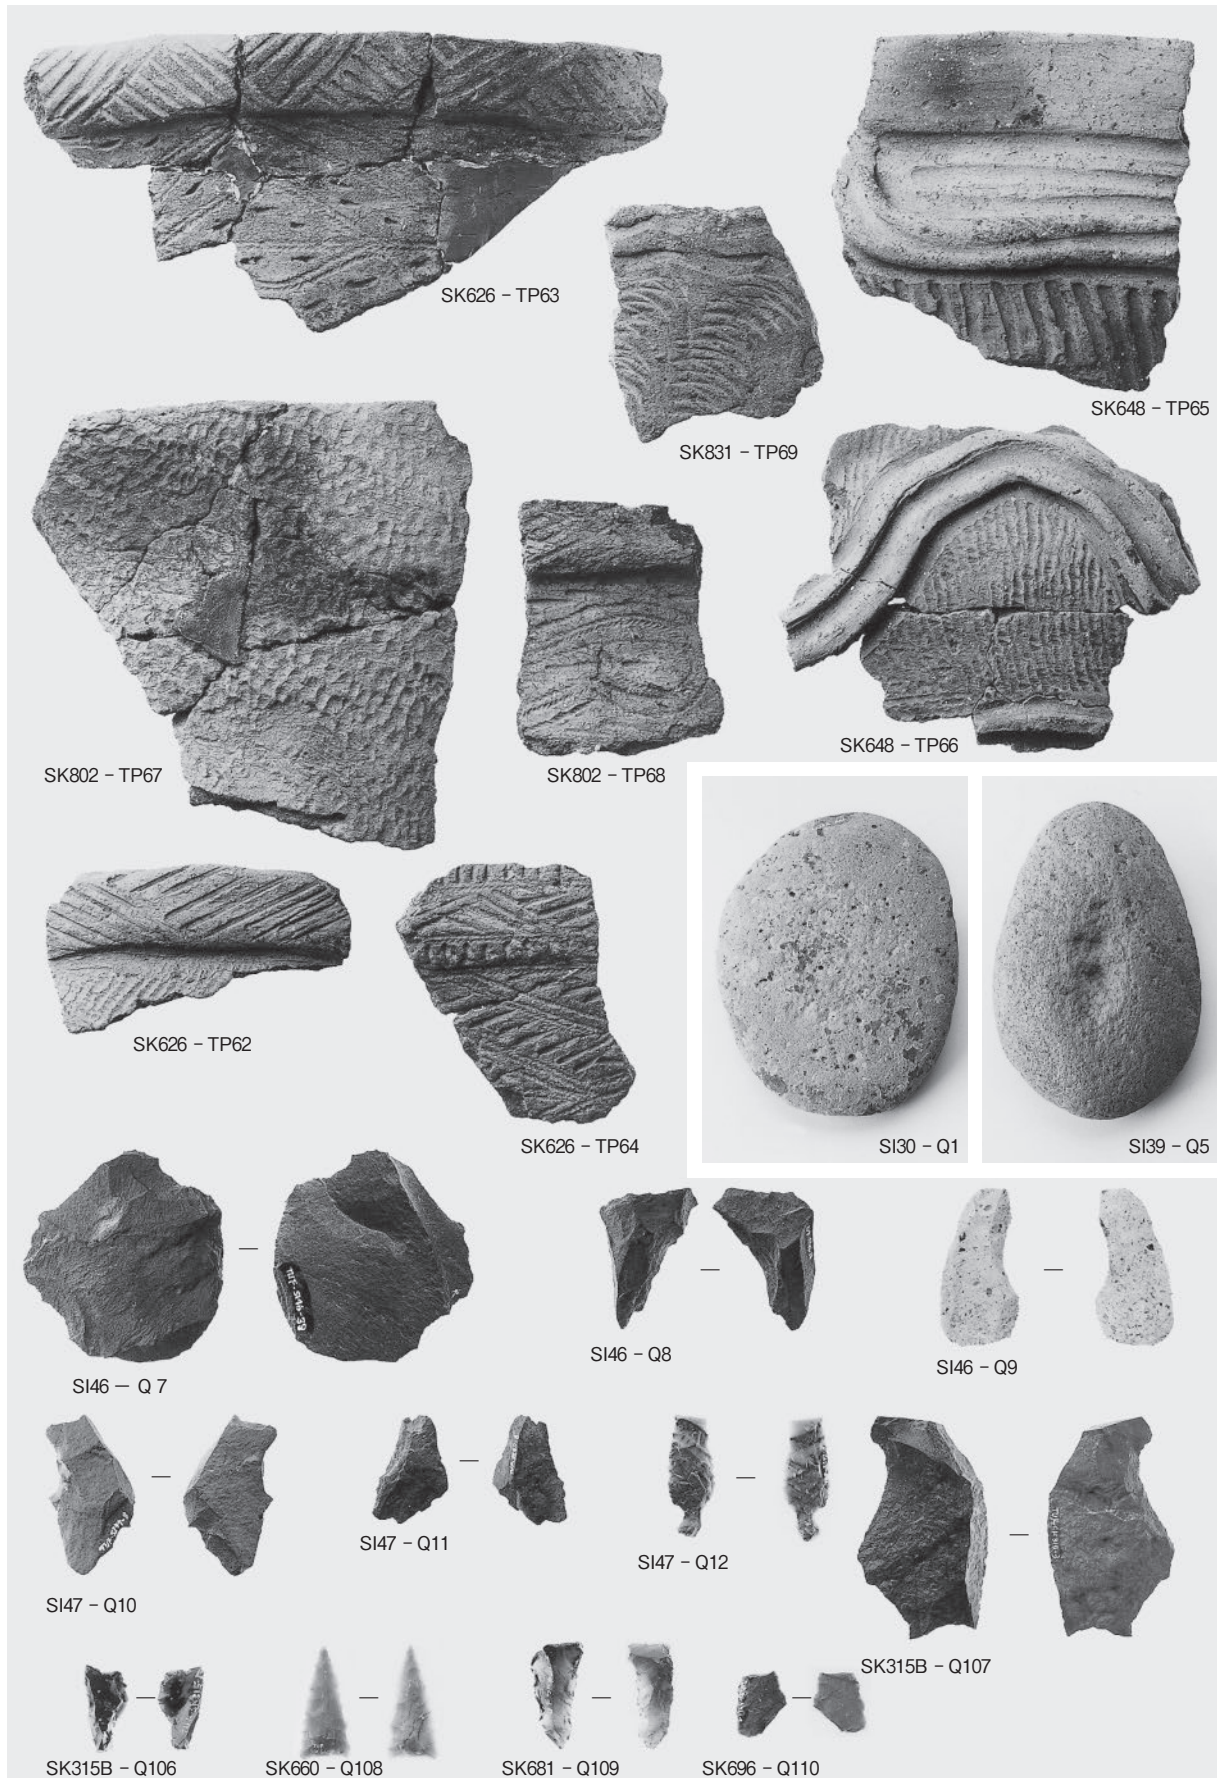 SK626 − TP63
SK831 − TP69
SK648 − TP65
SK802 − TP67
SK802 − TP68
SK648 − TP66
SK626 − TP62
SK626 − TP64
SI30 − Q1
SI39 − Q5
SI46 — Q 7
SI46 − Q8
SI46 − Q9
SI47 − Q10
SI47 − Q11
SI47 − Q12
SK315B − Q107
SK315B − Q106
SK660 − Q108
SK681 − Q109
SK696 − Q110